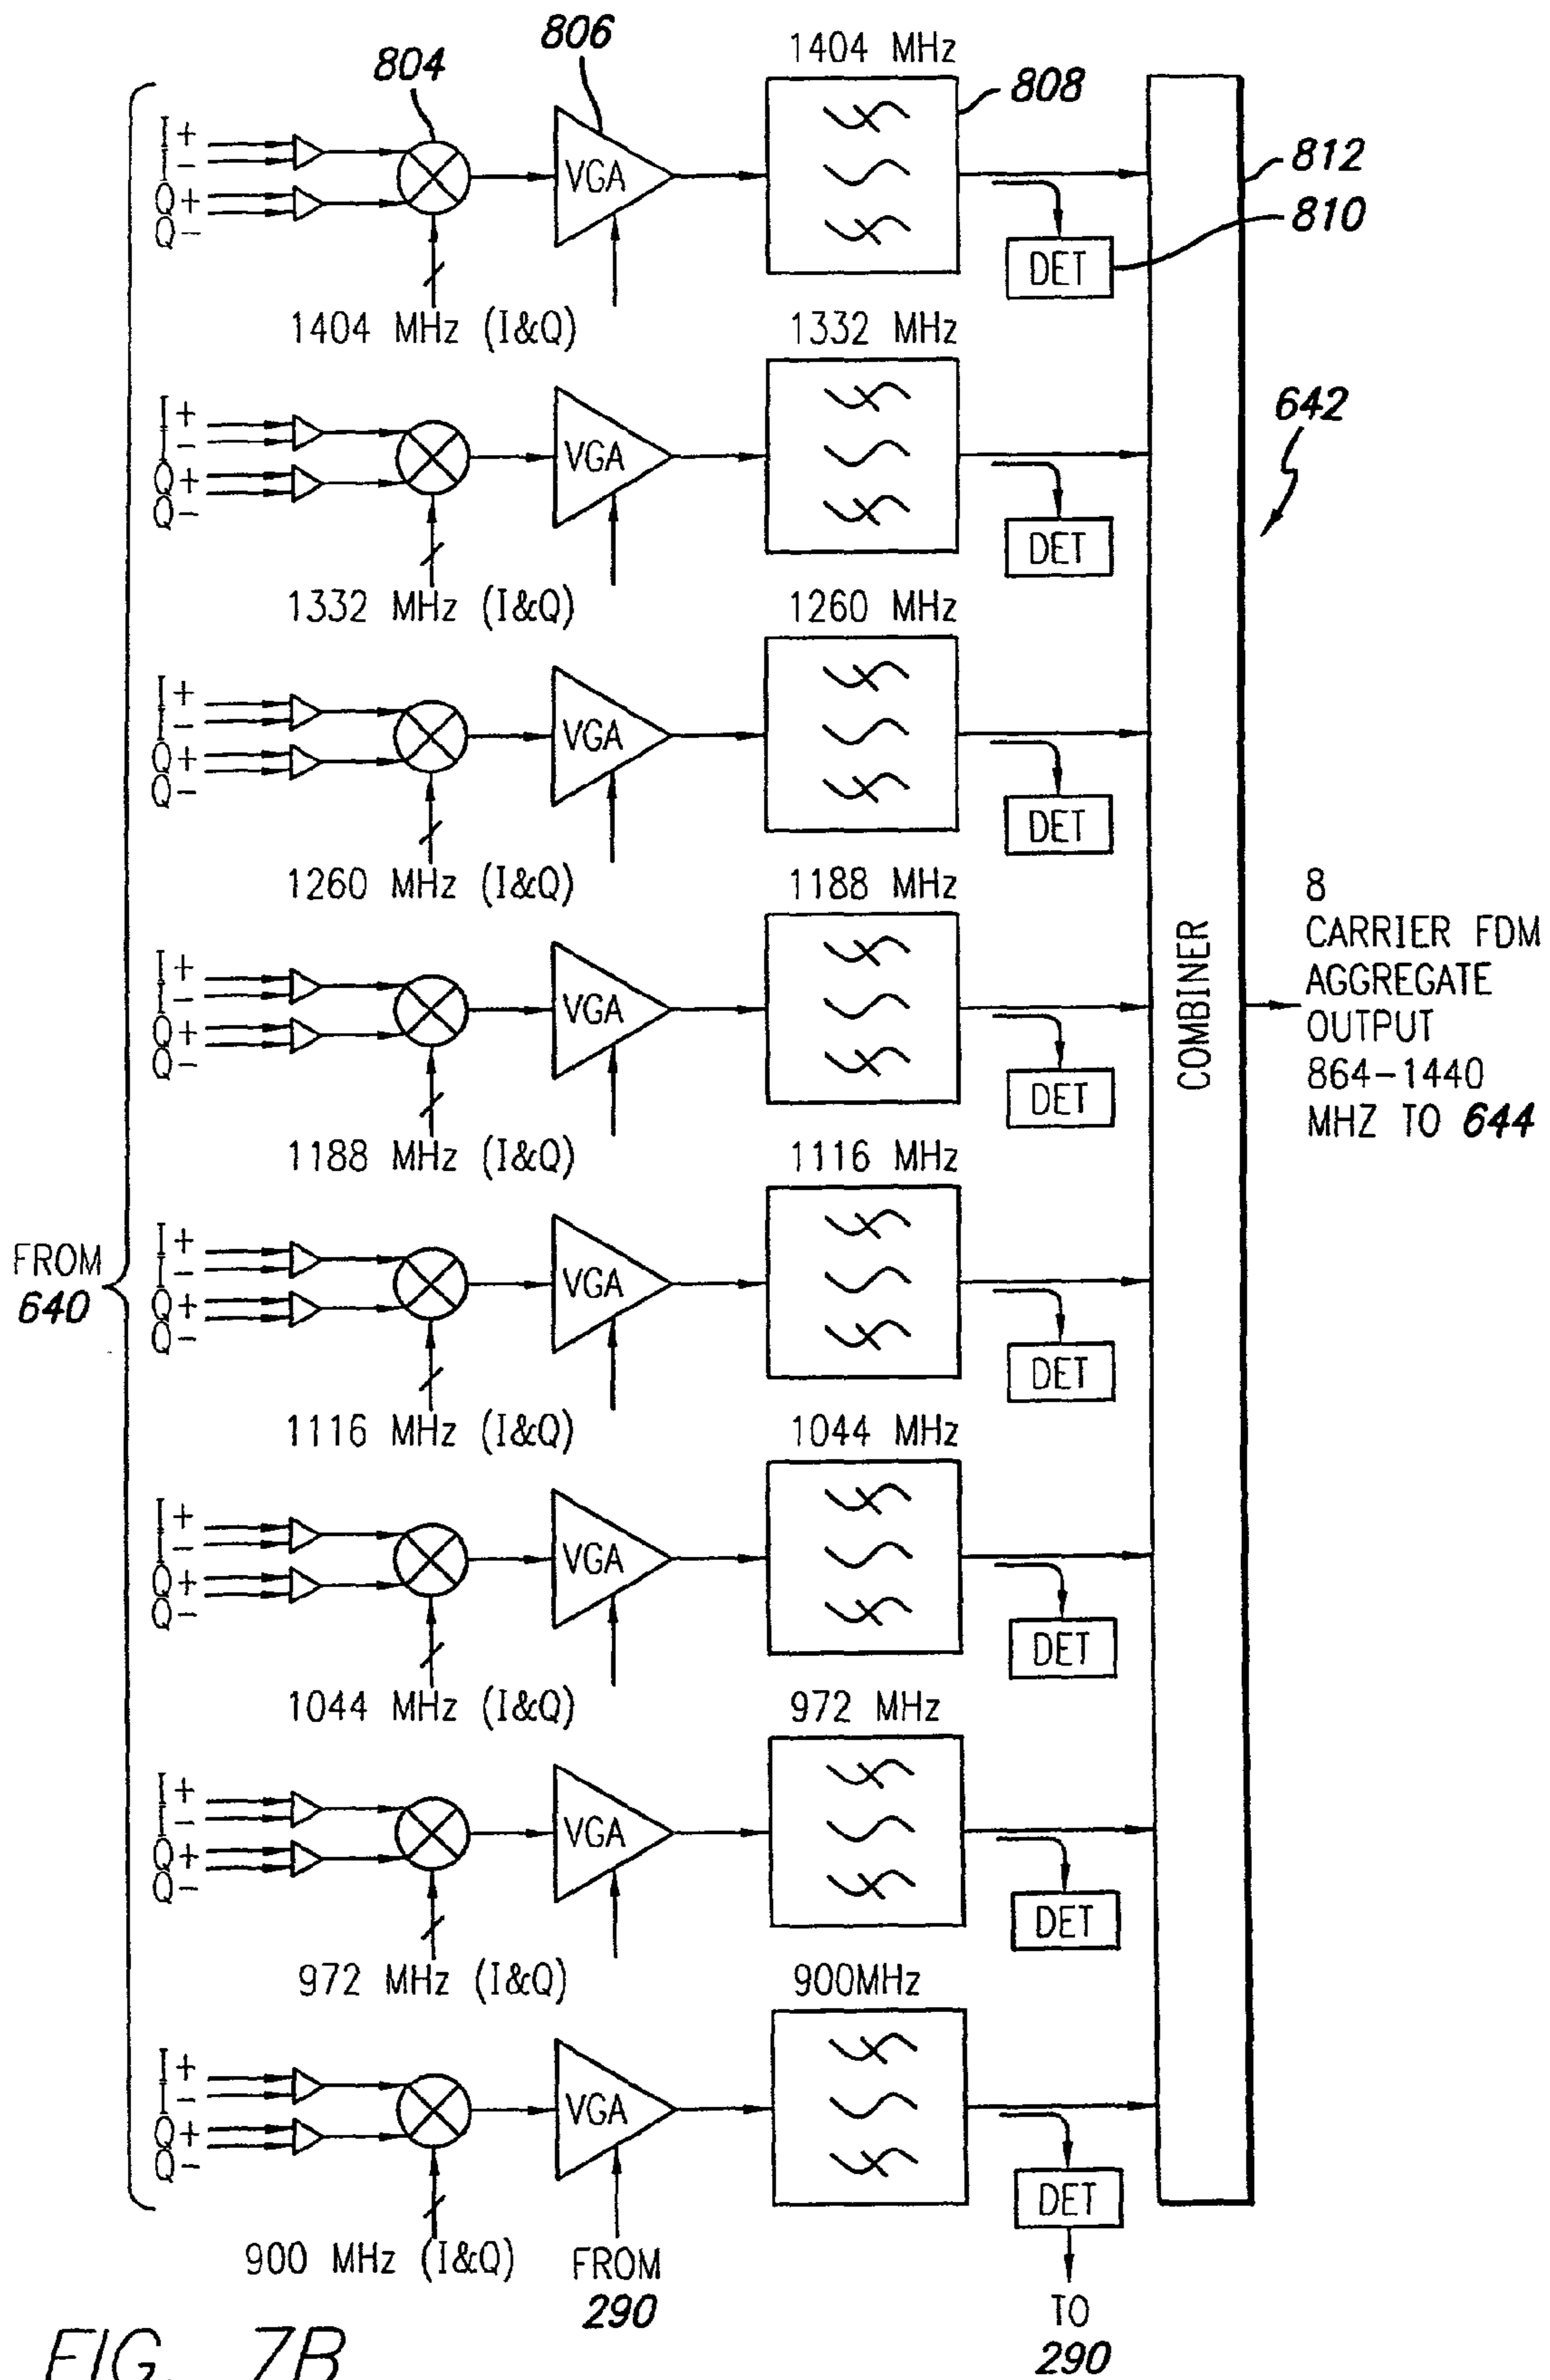 804
806
1404 MHz
808
I+
I-
Q+
Q-
VGA
812
810
DET
1404 MHz (I&Q)
1332 MHz
642
I+
I-
Q+
Q-
VGA
DET
1332 MHz (I&Q)
1260 MHz
I+
I-
Q+
Q-
VGA
DET
1260 MHz (I&Q)
1188 MHz
I+
I-
Q+
Q-
VGA
DET
COMBINER
8
CARRIER FDM
AGGREGATE
OUTPUT
864-1440
MHZ TO 644
1188 MHz (I&Q)
1116 MHz
FROM
640
I+
I-
Q+
Q-
VGA
DET
1116 MHz (I&Q)
1044 MHz
I+
I-
Q+
Q-
VGA
DET
1044 MHz (I&Q)
972 MHz
I+
I-
Q+
Q-
VGA
DET
972 MHz (I&Q)
900MHz
I+
I-
Q+
Q-
VGA
DET
900 MHz (I&Q)
FROM
290
TO
290
FIG. 7B